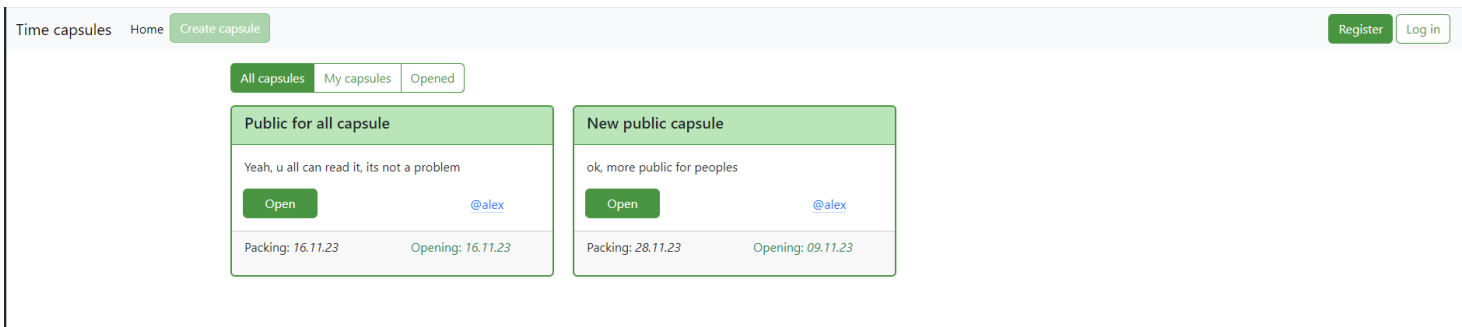 Time capsules Home Create capsule Register Log in
All capsules My capsules Opened
Public for all capsule
Yeah, u all can read it, its not a problem
Open @alex
Packing: 16.11.23 Opening: 16.11.23
New public capsule
ok, more public for peoples
Open @alex
Packing: 28.11.23 Opening: 09.11.23